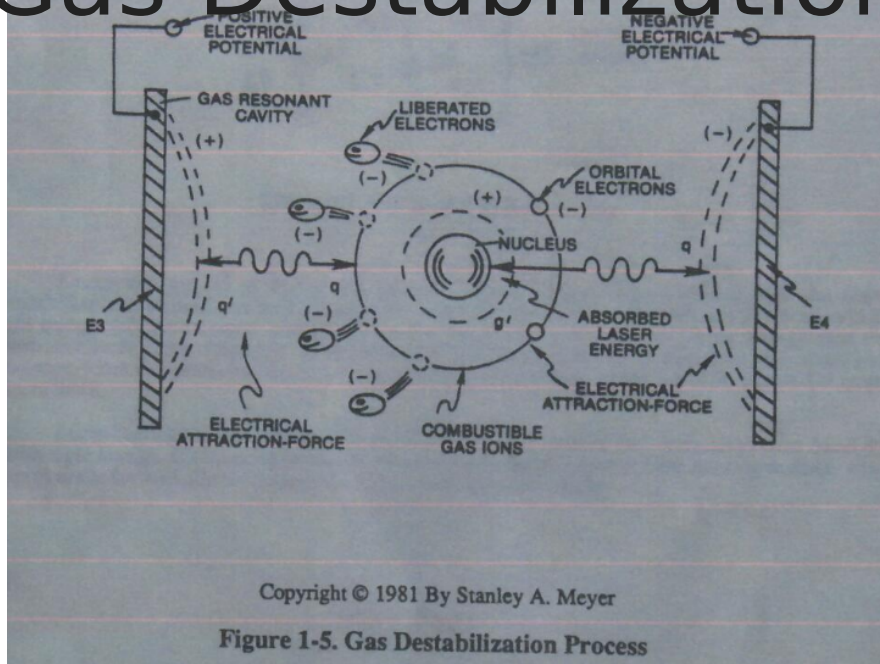 Gas Destabilization
POSITIVE
ELECTRICAL
POTENTIAL
NEGATIVE
ELECTRICAL
POTENTIAL
GAS RESONANT
CAVITY
(+)
LIBERATED
ELECTRONS
(-)
(-)
ORBITAL
ELECTRONS
(+)
(-)
(-)
NUCLEUS
q
q
q'
g'
(-)
ABSORBED
LASER
ENERGY
E3
E4
(-)
ELECTRICAL
ATTRACTION-FORCE
ELECTRICAL
ATTRACTION-FORCE
COMBUSTIBLE
GAS IONS
Copyright © 1981 By Stanley A. Meyer
Figure 1-5. Gas Destabilization Process